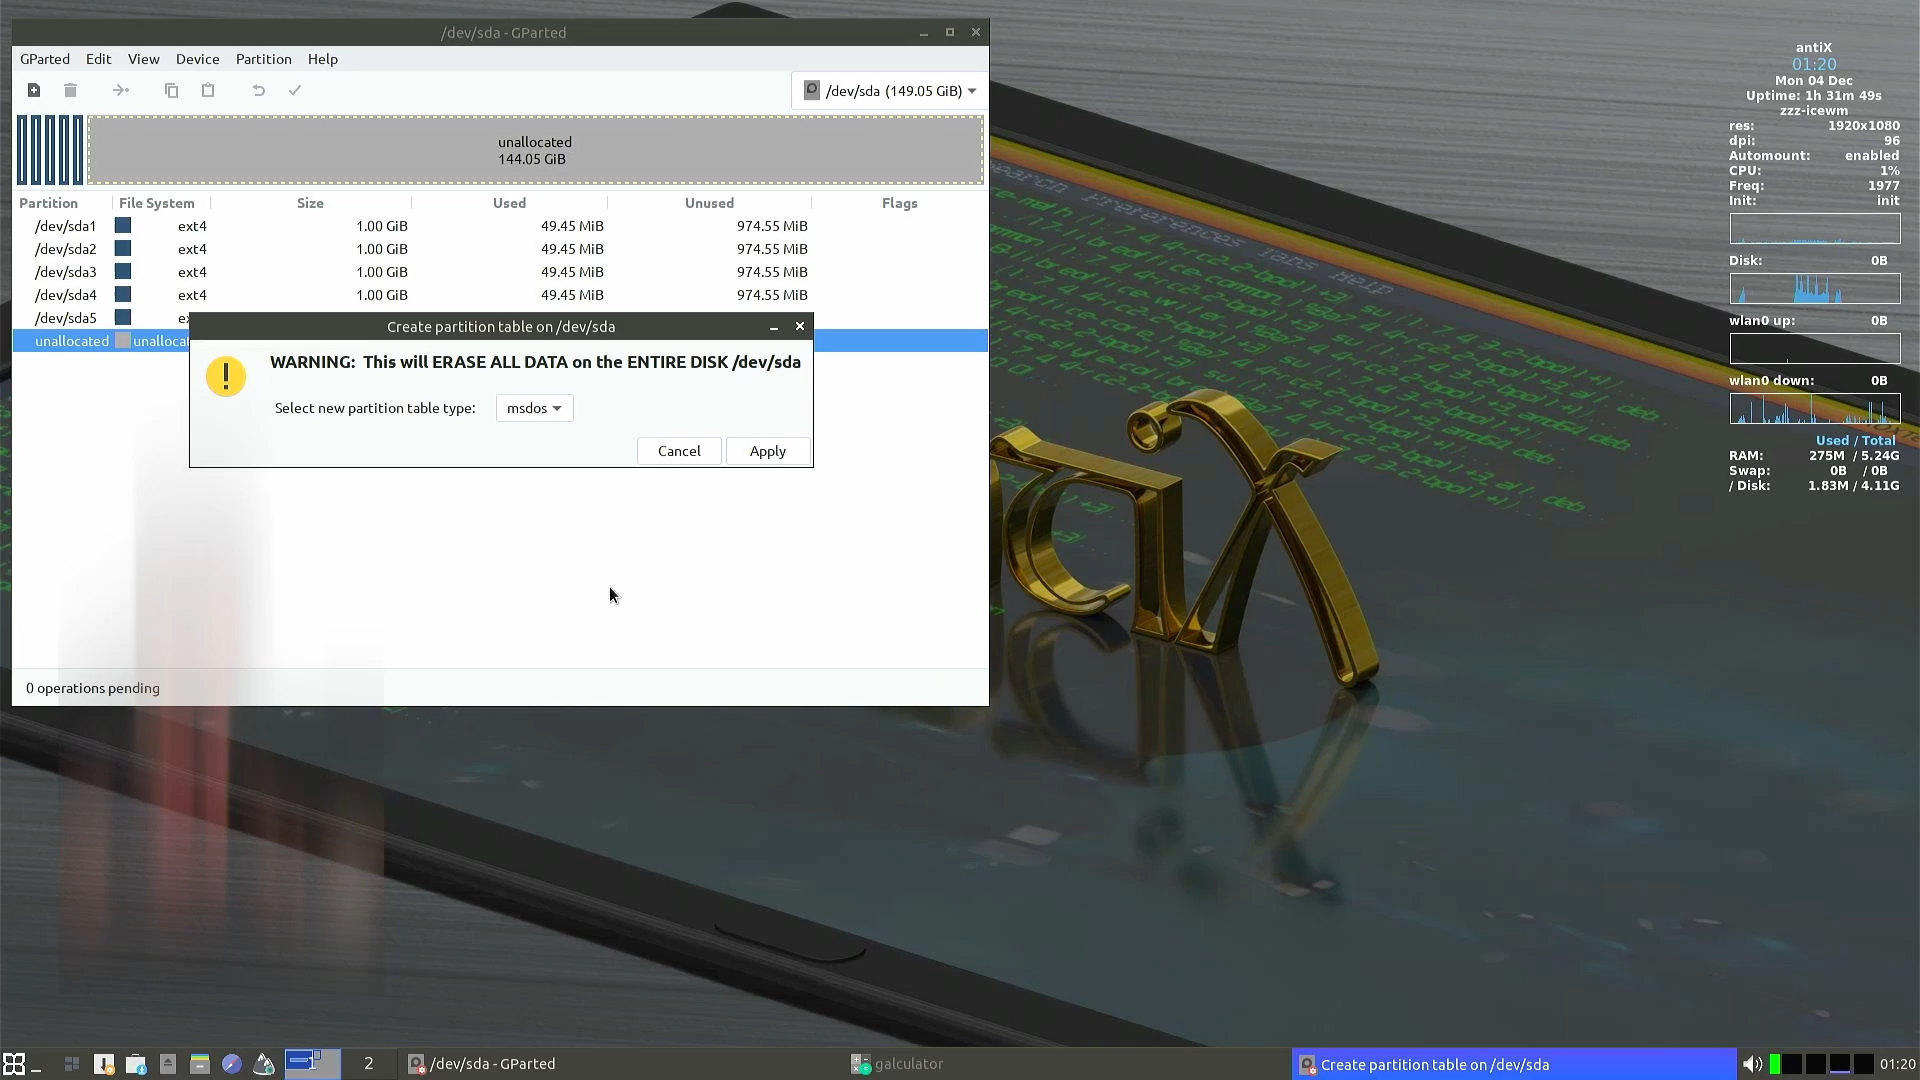 /dev/sda - GParted
GParted Edit View Device Partition Help
/dev/sda (149.05 GiB)
unallocated
144.05 GiB
Partition File System Size Used Unused Flags
/dev/sda1 ext4 1.00 GiB 49.45 MiB 974.55 MiB
/dev/sda2 ext4 1.00 GiB 49.45 MiB 974.55 MiB
/dev/sda3 ext4 1.00 GiB 49.45 MiB 974.55 MiB
/dev/sda4 ext4 1.00 GiB 49.45 MiB 974.55 MiB
/dev/sda5
unallocated
Create partition table on /dev/sda
WARNING: This will ERASE ALL DATA on the ENTIRE DISK /dev/sda
Select new partition table type: msdos
Cancel Apply
0 operations pending
antiX
01:20
Mon 04 Dec
Uptime: 1h 31m 49s
zzz-icewm
res: 1920x1080
dpi: 96
Automount: enabled
CPU: 1%
Freq: 1977
Init: init
Disk: 0B
wlan0 up: 0B
wlan0 down: 0B
Used / Total
RAM: 275M / 5.24G
Swap: 0B / 0B
/ Disk: 1.83M / 4.11G
1 2 /dev/sda - GParted galculator Create partition table on /dev/sda 01:20